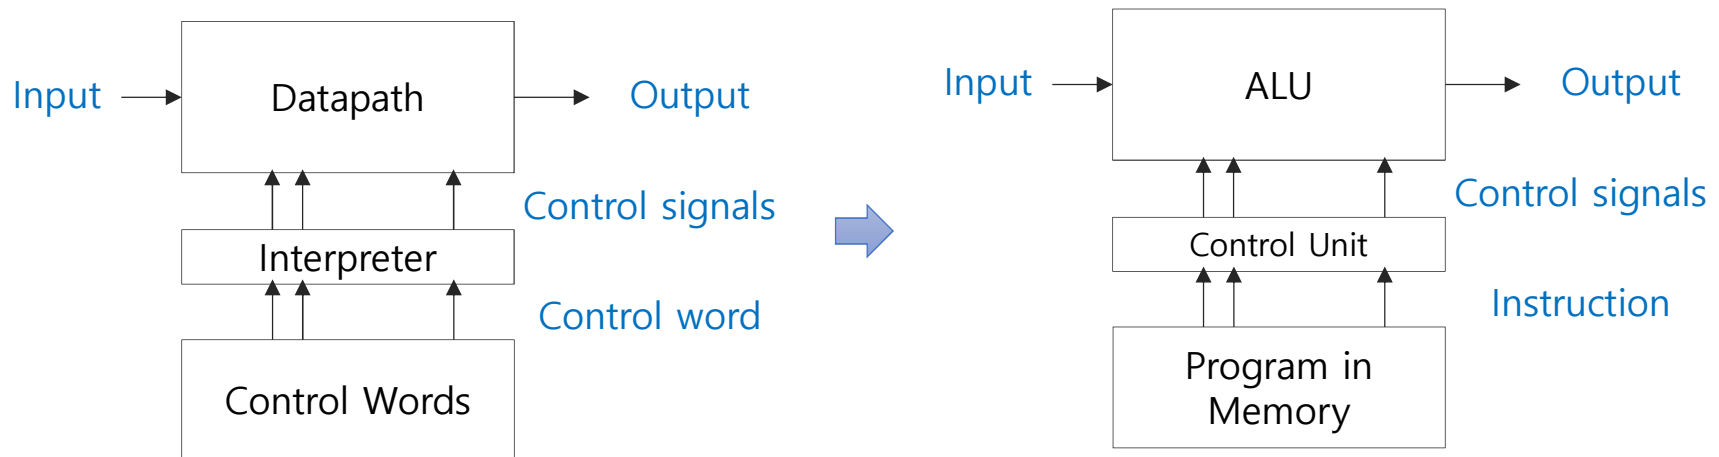 Input
Datapath
Output
Control signals
Interpreter
Control word
Control Words
Input
ALU
Output
Control signals
Control Unit
Instruction
Program in
Memory